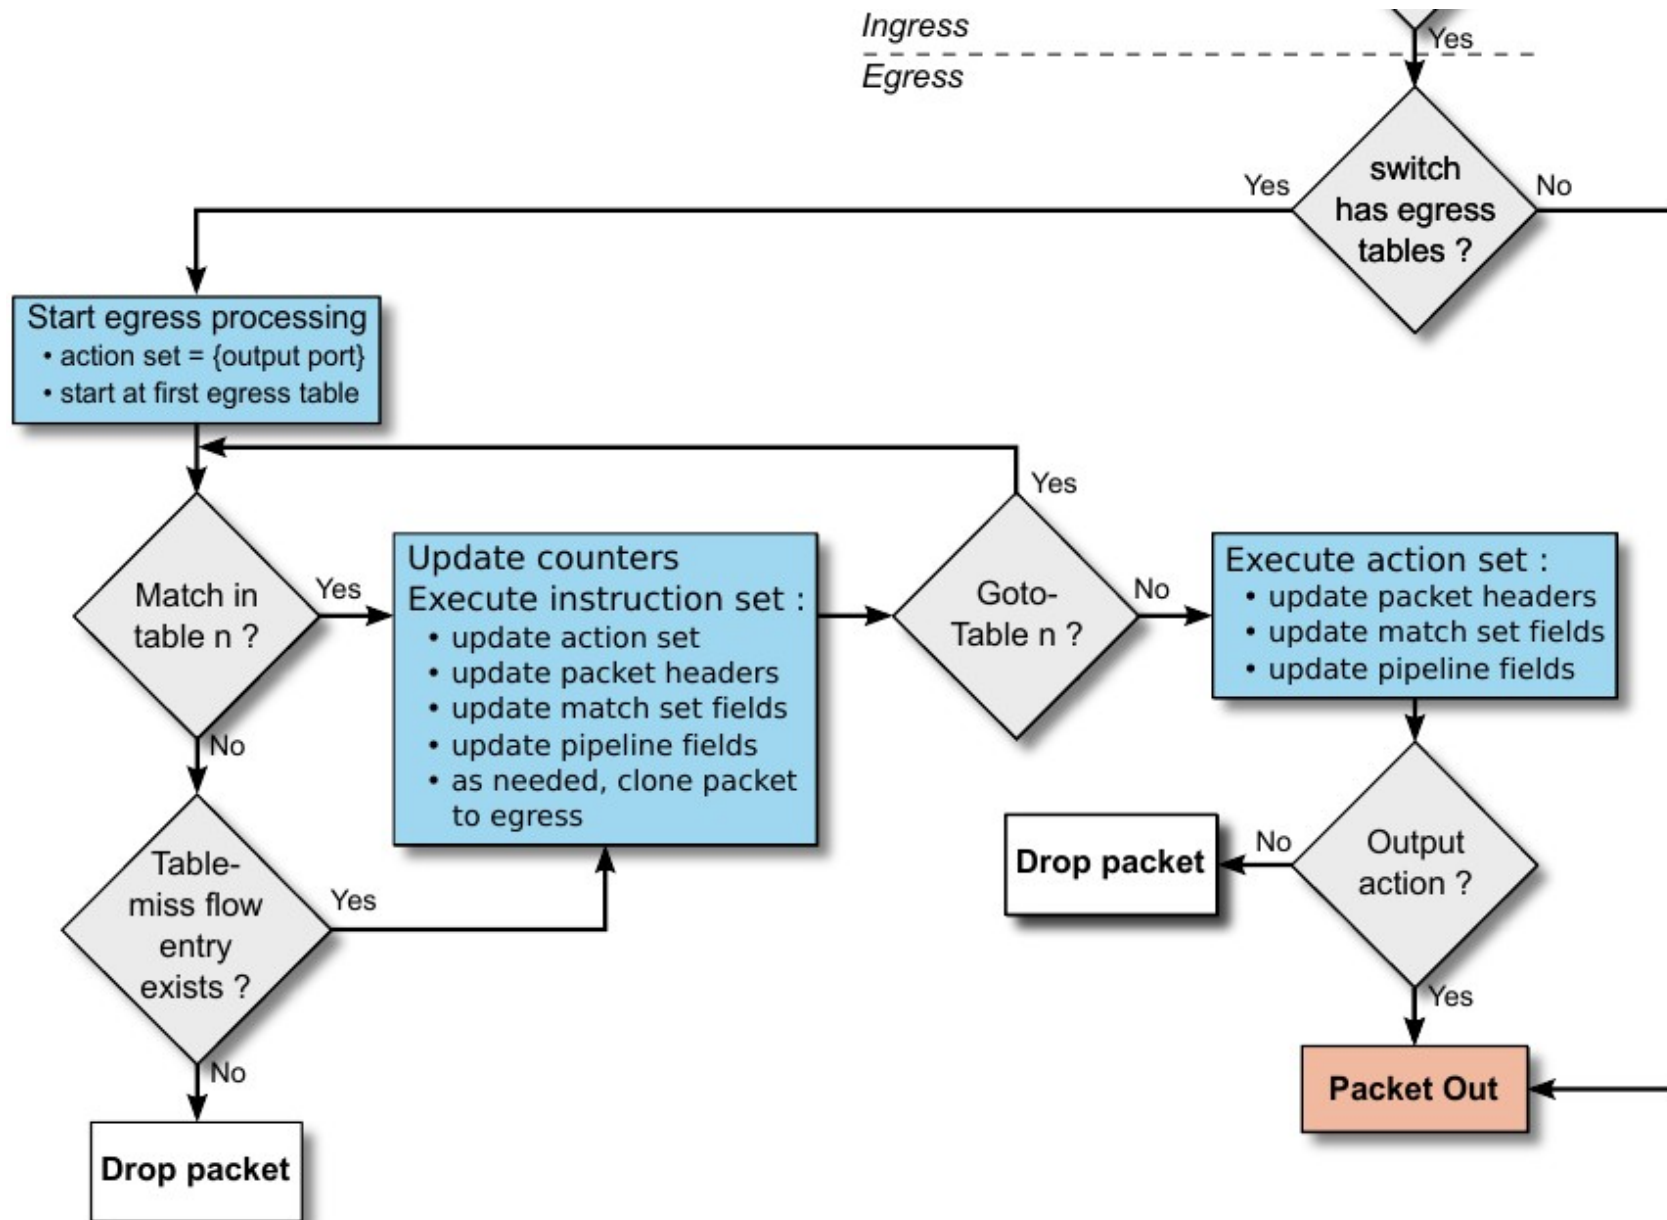 Ingress
Yes
Egress
switch
has egress
tables ?
Yes
No
Start egress processing
• action set = {output port}
• start at first egress table
Yes
Match in
table n ?
Yes
Update counters
Execute instruction set :
• update action set
• update packet headers
• update match set fields
• update pipeline fields
• as needed, clone packet
to egress
Goto-
Table n ?
No
Execute action set :
• update packet headers
• update match set fields
• update pipeline fields
No
Table-
miss flow
entry
exists ?
Yes
Drop packet
No
Output
action ?
Yes
No
Packet Out
Drop packet